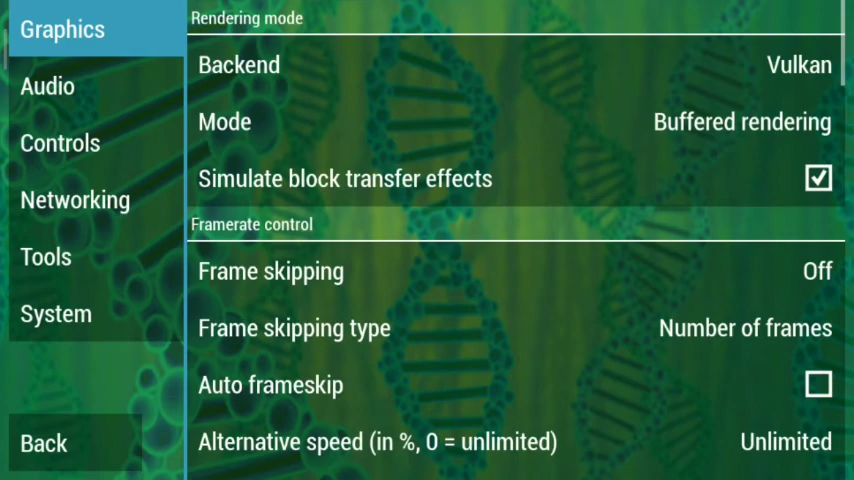 Graphics
Audio
Controls
Networking
Tools
System
Back
Rendering mode
Backend Vulkan
Mode Buffered rendering
Simulate block transfer effects
Framerate control
Frame skipping Off
Frame skipping type Number of frames
Auto frameskip
Alternative speed (in %, 0 = unlimited) Unlimited